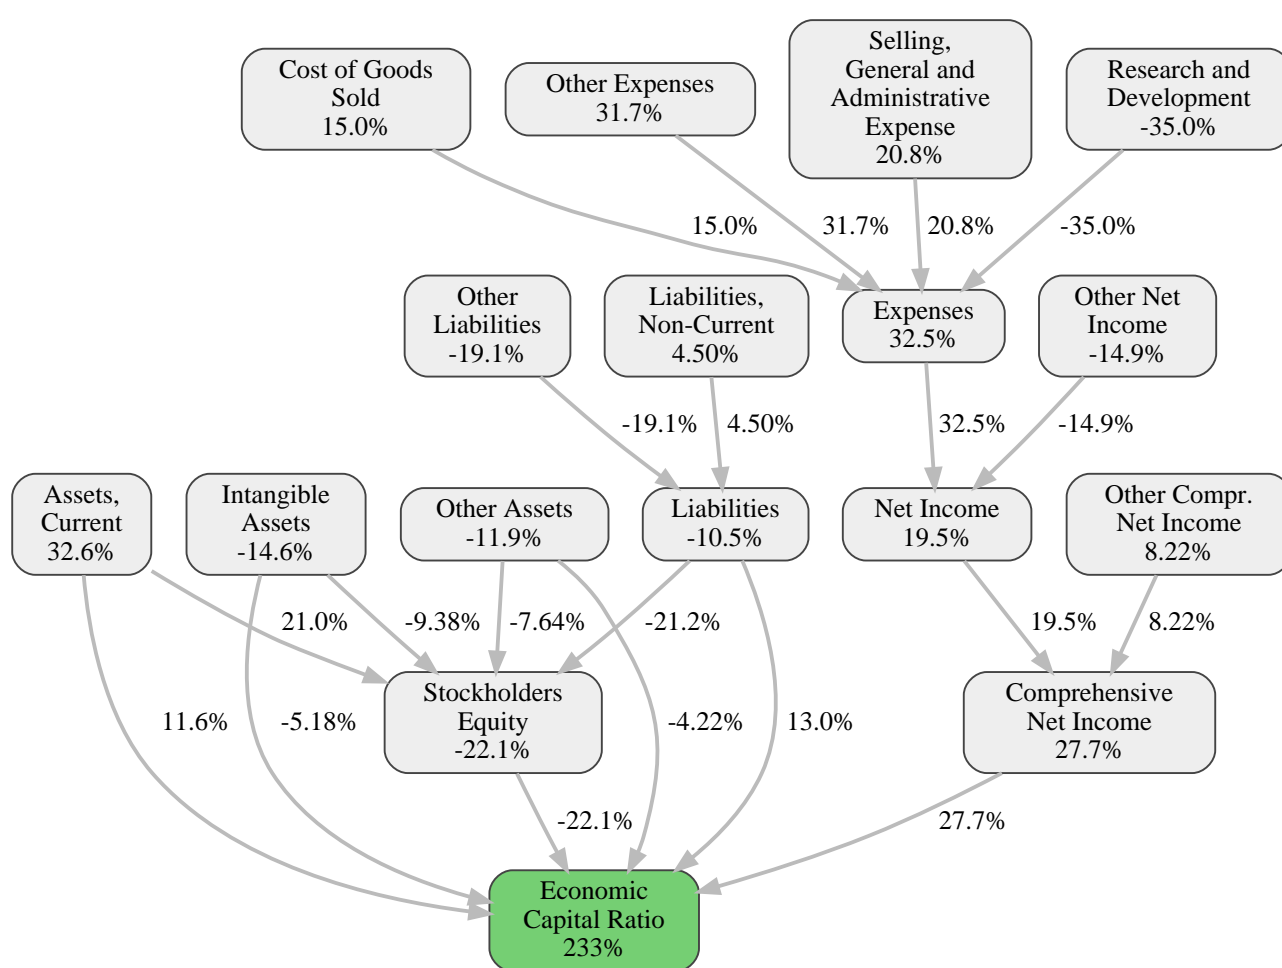 Cost of Goods
Sold
15.0%
Other Expenses
31.7%
Selling,
General and
Administrative
Expense
20.8%
Research and
Development
-35.0%
15.0%
31.7%
20.8%
-35.0%
Other
Liabilities
-19.1%
Liabilities,
Non-Current
4.50%
Expenses
32.5%
Other Net
Income
-14.9%
-19.1%
4.50%
32.5%
-14.9%
Assets,
Current
32.6%
Intangible
Assets
-14.6%
Other Assets
-11.9%
Liabilities
-10.5%
Net Income
19.5%
Other Compr.
Net Income
8.22%
21.0%
-9.38%
-7.64%
-21.2%
19.5%
8.22%
Stockholders
Equity
-22.1%
Comprehensive
Net Income
27.7%
11.6%
-5.18%
-4.22%
13.0%
-22.1%
27.7%
Economic
Capital Ratio
233%